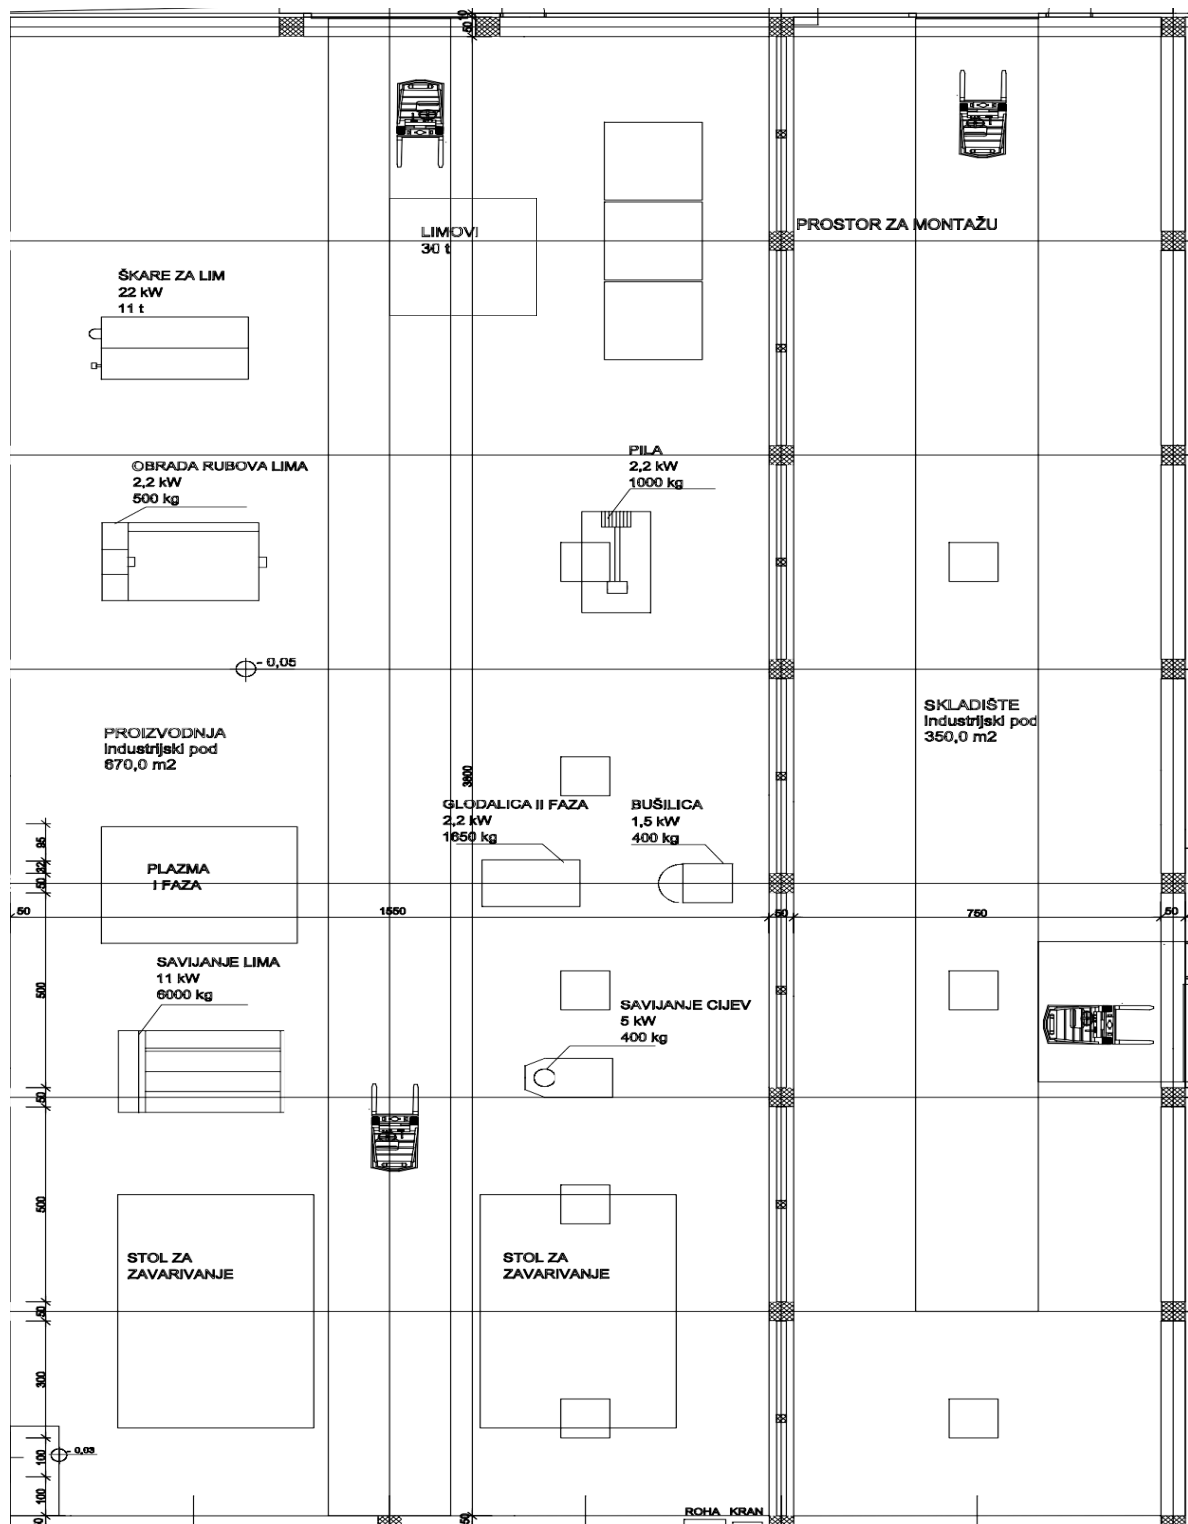 10
50
PROSTOR ZA MONTAŽU
LIMOVI
30 t
ŠKARE ZA LIM
22 kW
11 t
PILA
2,2 kW
1000 kg
OBRADA RUBOVA LIMA
2,2 kW
500 kg
- 0,05
SKLADIŠTE
Industrijski pod
350,0 m2
PROIZVODNJA
Industrijski pod
670,0 m2
3800
GLODALICA II FAZA
2,2 kW
1650 kg
BUŠILICA
1,5 kW
400 kg
95
32
50
PLAZMA
I FAZA
50
1550
50
750
50
SAVIJANJE LIMA
11 kW
6000 kg
500
SAVIJANJE CIJEV
5 kW
400 kg
50
500
STOL ZA
ZAVARIVANJE
STOL ZA
ZAVARIVANJE
50
300
- 0,03
100
100
50
ROHA KRAN